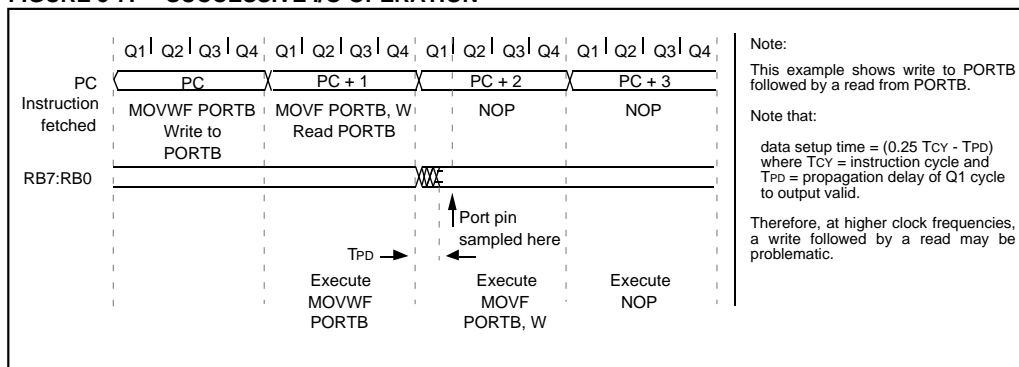 Q1 Q2 Q3 Q4 Q1 Q2 Q3 Q4 Q1 Q2 Q3 Q4 Q1 Q2 Q3 Q4
PC PC PC + 1 PC + 2 PC + 3
Instruction
fetched
MOVWF PORTB
Write to
PORTB
MOVF PORTB, W
Read PORTB
NOP
NOP
RB7:RB0
Port pin
sampled here
TPD
Execute
MOVWF
PORTB
Execute
MOVF
PORTB, W
Execute
NOP
Note:
This example shows write to PORTB
followed by a read from PORTB.
Note that:
data setup time = (0.25 TCY - TPD)
where TCY = instruction cycle and
TPD = propagation delay of Q1 cycle
to output valid.
Therefore, at higher clock frequencies,
a write followed by a read may be
problematic.